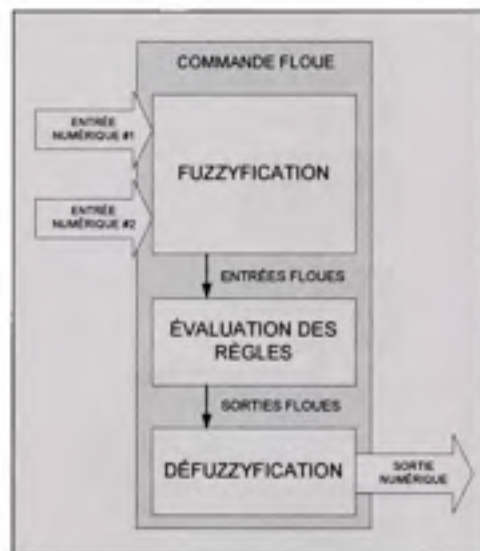 COMMANDE FLOUE
ENTRÉE
NUMÉRIQUE #1
FUZZYFICATION
ENTRÉE
NUMÉRIQUE #2
ENTRÉES FLOUES
ÉVALUATION DES
RÈGLES
SORTIES FLOUES
DÉFUZZYFICATION
SORTIE
NUMÉRIQUE